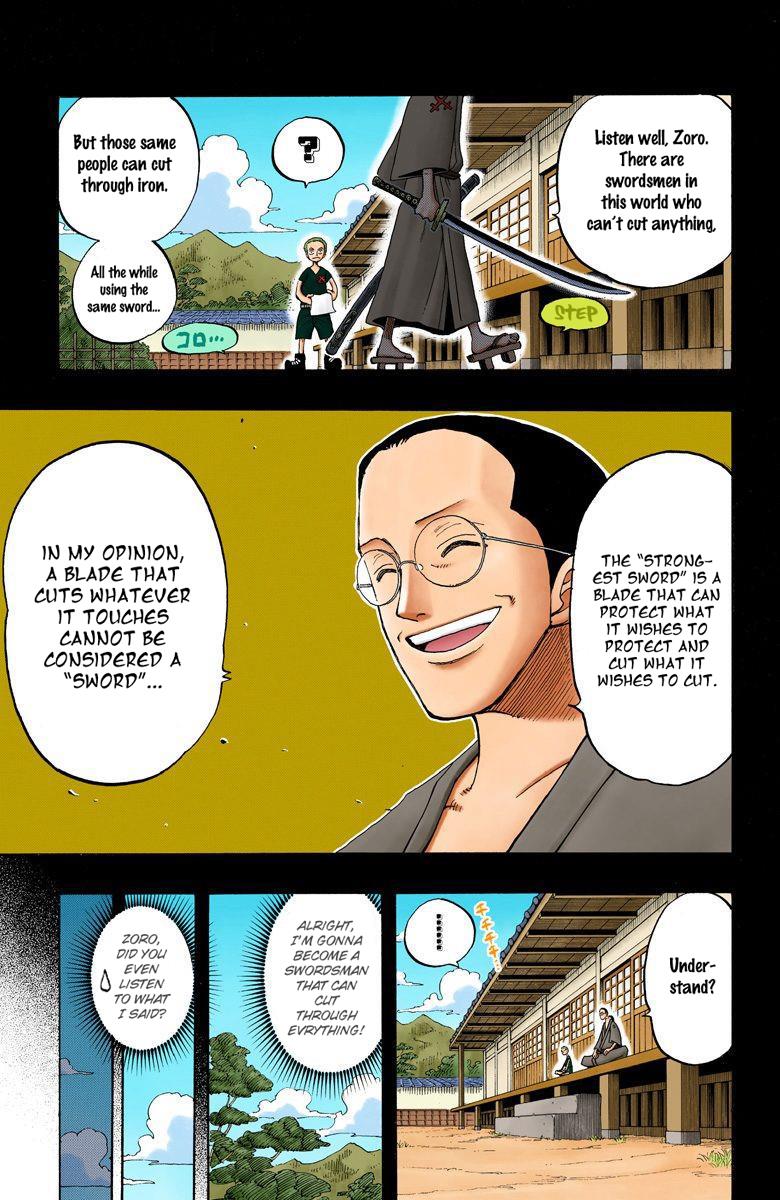 Listen well, Zoro.
There are
swordsmen in
this world who
can't cut anything,
?
But those same
people can cut
through iron.
All the while
using the
same sword...
STEP
コロ...
THE "STRONG-
EST SWORD" IS A
BLADE THAT CAN
PROTECT WHAT
IT WISHES TO
PROTECT AND
CUT WHAT IT
WISHES TO CUT.
IN MY OPINION,
A BLADE THAT
CUTS WHATEVER
IT TOUCHES
CANNOT BE
CONSIDERED A
"SWORD"...
Under-
stand?
チチチチ...
ALRIGHT,
I'M GONNA
BECOME A
SWORDSMAN
THAT CAN
CUT
THROUGH
EVRYTHING!
ZORO,
DID YOU
EVEN
LISTEN
TO WHAT
I SAID?